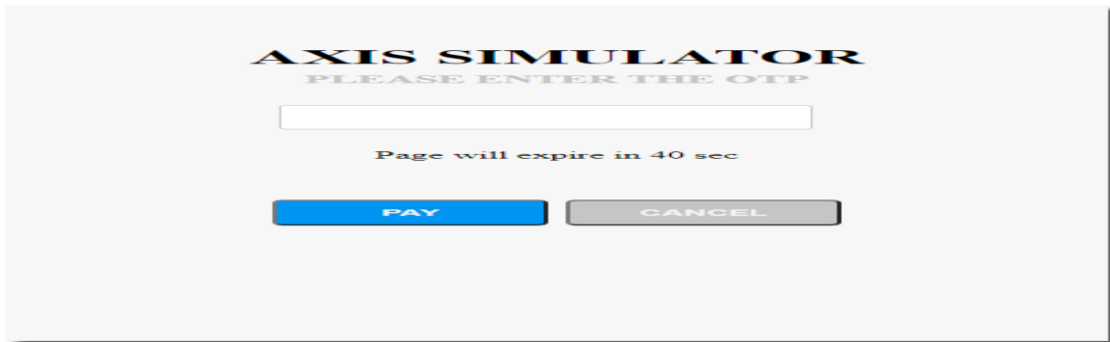 AXIS SIMULATOR
PLEASE ENTER THE OTP
Page will expire in 40 sec
PAY CANCEL